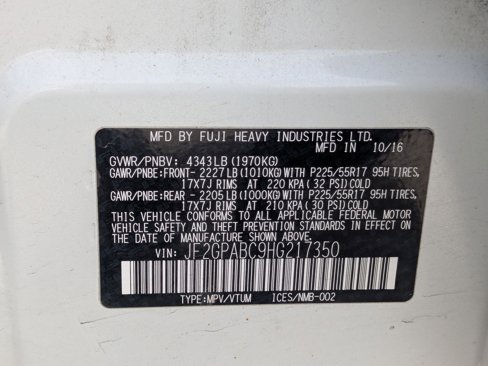 MFD. BY FUJI HEAVY INDUSTRIES LTD.
MFD. IN 10/16
GVWR/PNBV: 4343LB (1970KG)
GAWR/PNBE:FRONT- 2227LB (1010KG)WITH P225/55R17 95H TIRES,
17X7J RIMS AT 220 KPA ( 32 PSI) COLD
GAWR/PNBE:REAR - 2205LB (1000KG)WITH P225/55R17 95H TIRES,
17X7J RIMS AT 210 KPA ( 30 PSI) COLD
THIS VEHICLE CONFORMS TO ALL APPLICABLE FEDERAL MOTOR
VEHICLE SAFETY AND THEFT PREVENTION STANDARDS IN
EFFECT ON THE DATE OF MANUFACTURE SHOWN ABOVE.
VIN: JF2GPABC9HG217350
TYPE:MPV/VTUM ICES/NMB-002